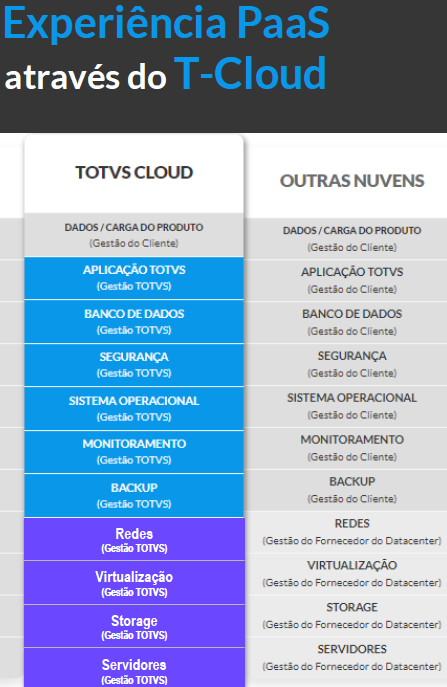 Experiência PaaS
através do T-Cloud
TOTVS CLOUD
DADOS / CARGA DO PRODUTO
(Gestão do Cliente)
APLICAÇÃO TOTVS
(Gestão TOTVS)
BANCO DE DADOS
(Gestão TOTVS)
SEGURANÇA
(Gestão TOTVS)
SISTEMA OPERACIONAL
(Gestão TOTVS)
MONITORAMENTO
(Gestão TOTVS)
BACKUP
(Gestão TOTVS)
Redes
(Gestão TOTVS)
Virtualização
(Gestão TOTVS)
Storage
(Gestão TOTVS)
Servidores
(Gestão TOTVS)
OUTRAS NUVENS
DADOS / CARGA DO PRODUTO
(Gestão do Cliente)
APLICAÇÃO TOTVS
(Gestão do Cliente)
BANCO DE DADOS
(Gestão do Cliente)
SEGURANÇA
(Gestão do Cliente)
SISTEMA OPERACIONAL
(Gestão do Cliente)
MONITORAMENTO
(Gestão do Cliente)
BACKUP
(Gestão do Cliente)
REDES
(Gestão do Fornecedor do Datacenter)
VIRTUALIZAÇÃO
(Gestão do Fornecedor do Datacenter)
STORAGE
(Gestão do Fornecedor do Datacenter)
SERVIDORES
(Gestão do Fornecedor do Datacenter)